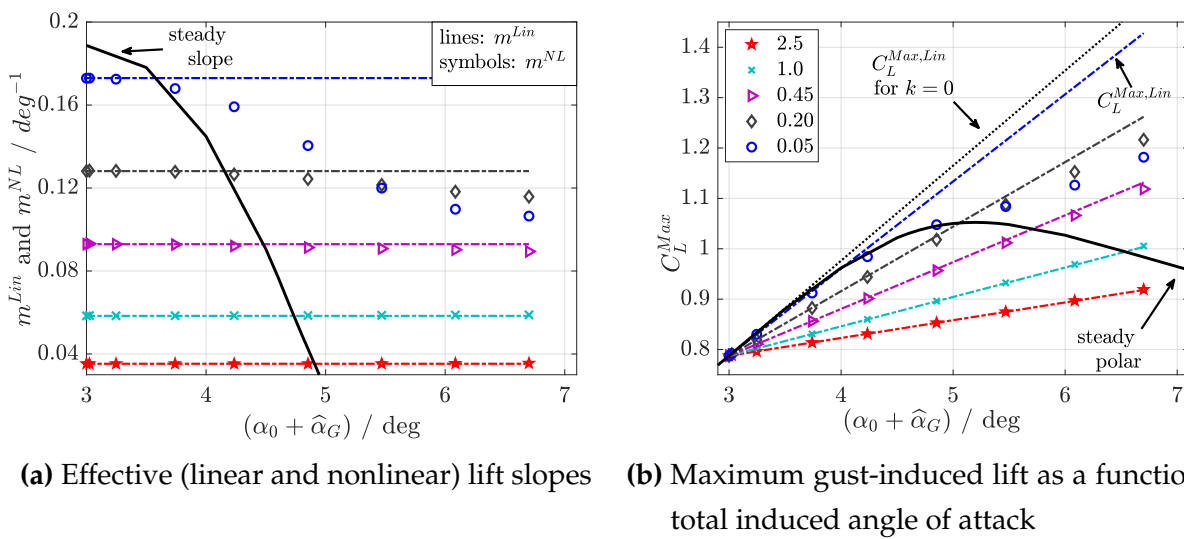 0.2
0.16
0.12
0.08
0.04
3
4
5
6
7
m^{Lin} and m^{NL} / deg^{-1}
(α_0 + α̂_G) / deg
steady
slope
lines: m^{Lin}
symbols: m^{NL}
1.4
1.3
1.2
1.1
1
0.9
0.8
3
4
5
6
7
C_L^{Max}
(α_0 + α̂_G) / deg
2.5
1.0
0.45
0.20
0.05
C_L^{Max,Lin}
for k = 0
C_L^{Max,Lin}
steady
polar
(a) Effective (linear and nonlinear) lift slopes
(b) Maximum gust-induced lift as a functio
total induced angle of attack